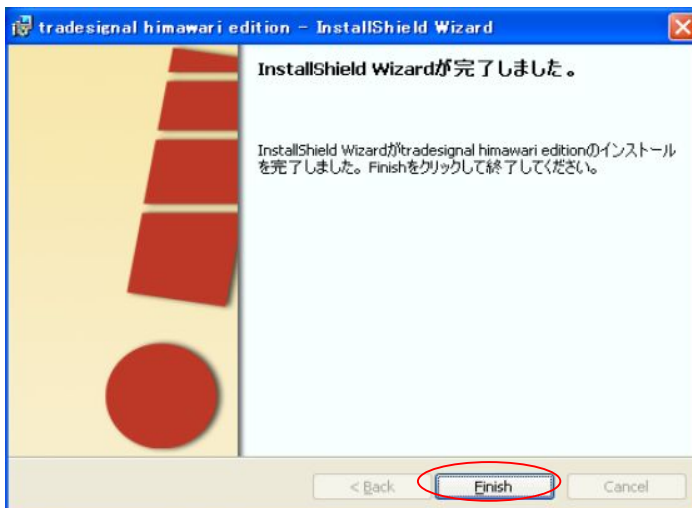 tradesignal himawari edition - InstallShield Wizard
InstallShield Wizardが完了しました。
InstallShield Wizardがtradesignal himawari editionのインストール
を完了しました。Finishをクリックして終了してください。
< Back
Finish
Cancel